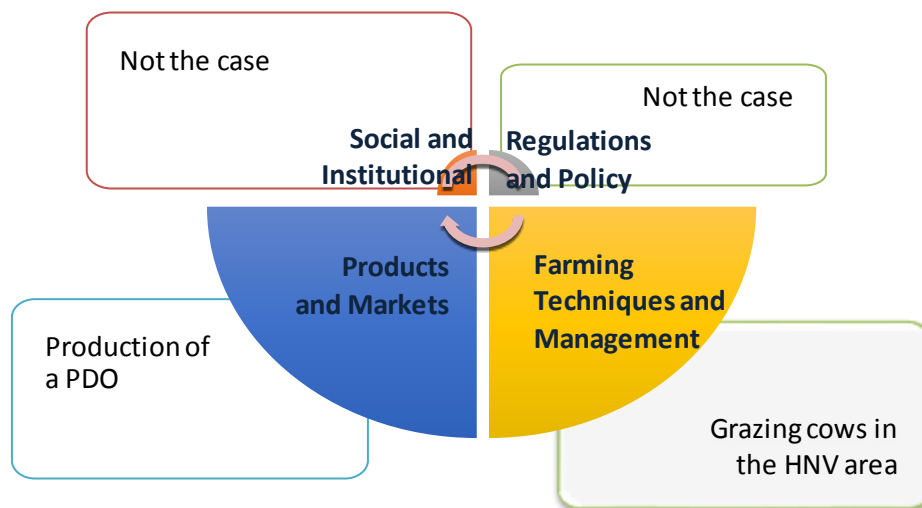 Not the case
Not the case
Social and
Institutional
Regulations
and Policy
Products
and Markets
Farming
Techniques and
Management
Production of
a PDO
Grazing cows in
the HNV area